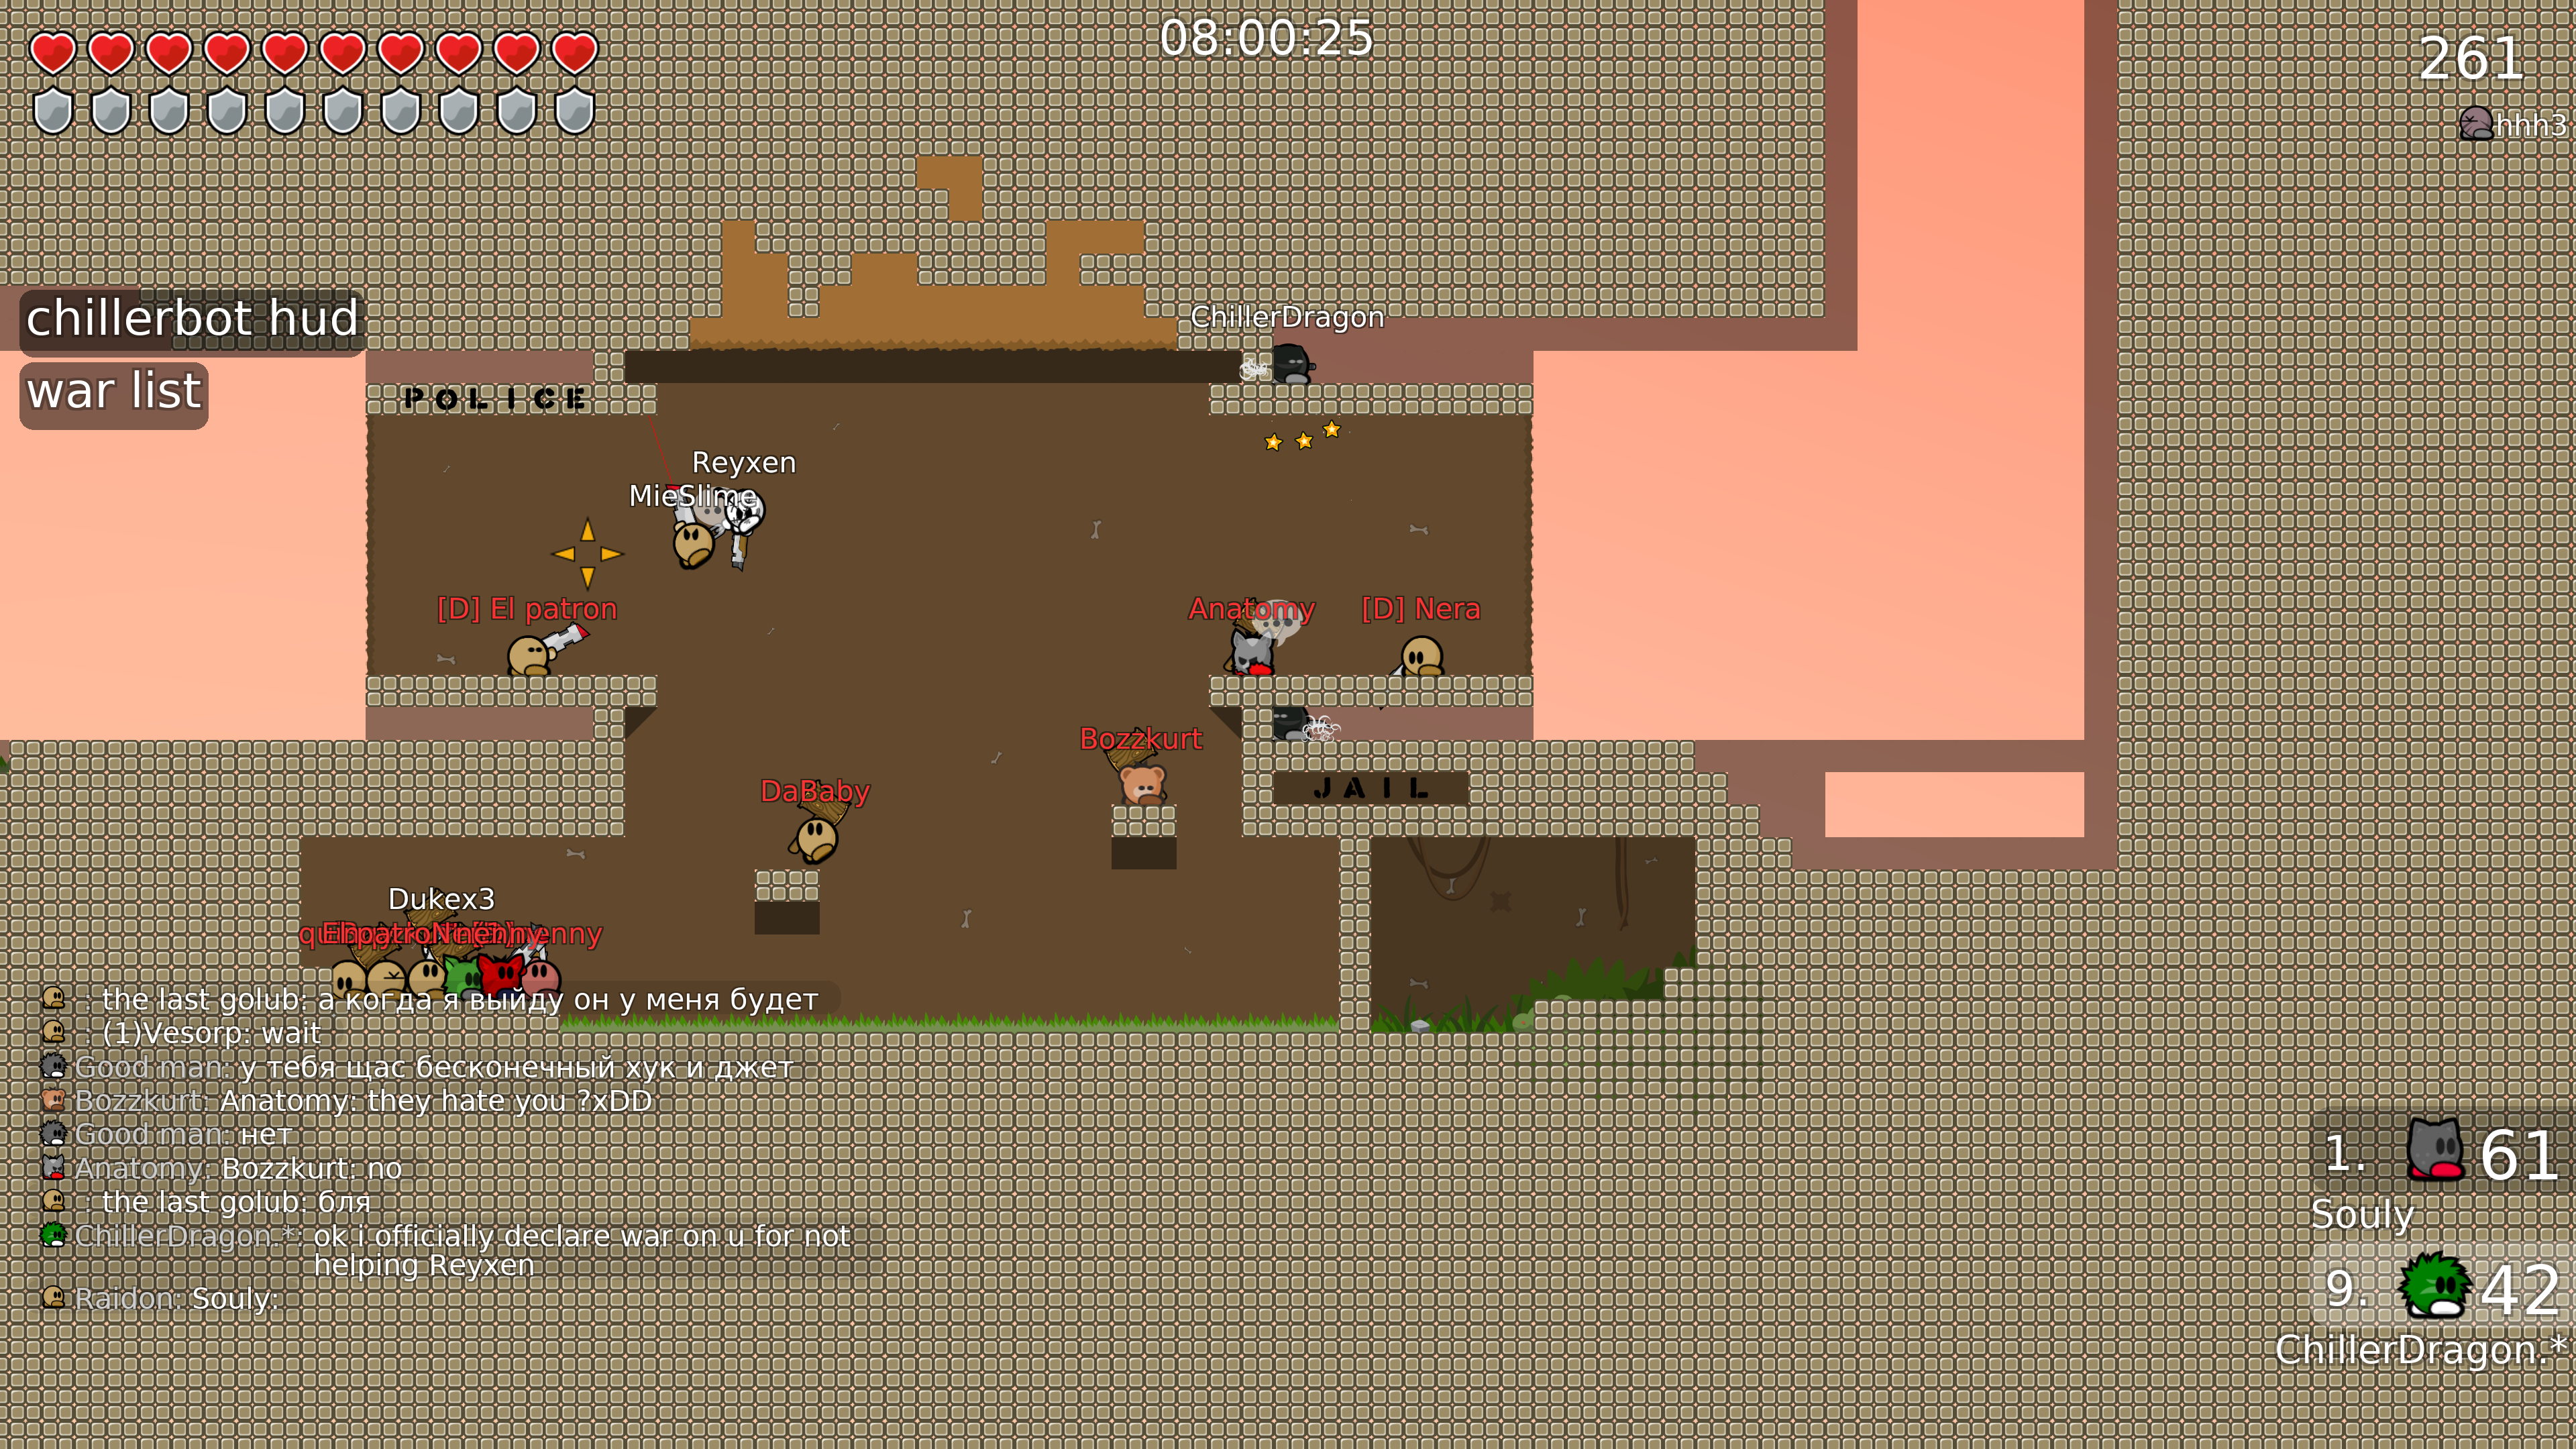 08:00:25
261
hhh3
chillerbot hud
war list
ChillerDragon
POLICE
Reyxen
MieSlime
[D] El patron
Anatomy
[D] Nera
Bozzkurt
JAIL
DaBaby
Dukex3
: the last golub: а когда я выйду он у меня будет
: (1)Vesorp: wait
Good man: у тебя щас бесконечный хук и джет
Bozzkurt: Anatomy: they hate you ?xDD
Good man: нет
Anatomy: Bozzkurt: no
: the last golub: бля
ChillerDragon.*: ok i officially declare war on u for not
helping Reyxen
Raidon: Souly:
1. 61
Souly
9. 42
ChillerDragon.*